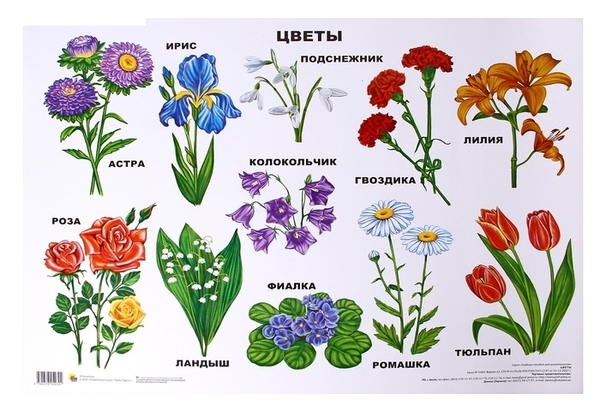 ЦВЕТЫ
ИРИС
ПОДСНЕЖНИК
АСТРА
КОЛОКОЛЬЧИК
ГВОЗДИКА
ЛИЛИЯ
РОЗА
ФИАЛКА
ЛАНДЫШ
РОМАШКА
ТЮЛЬПАН